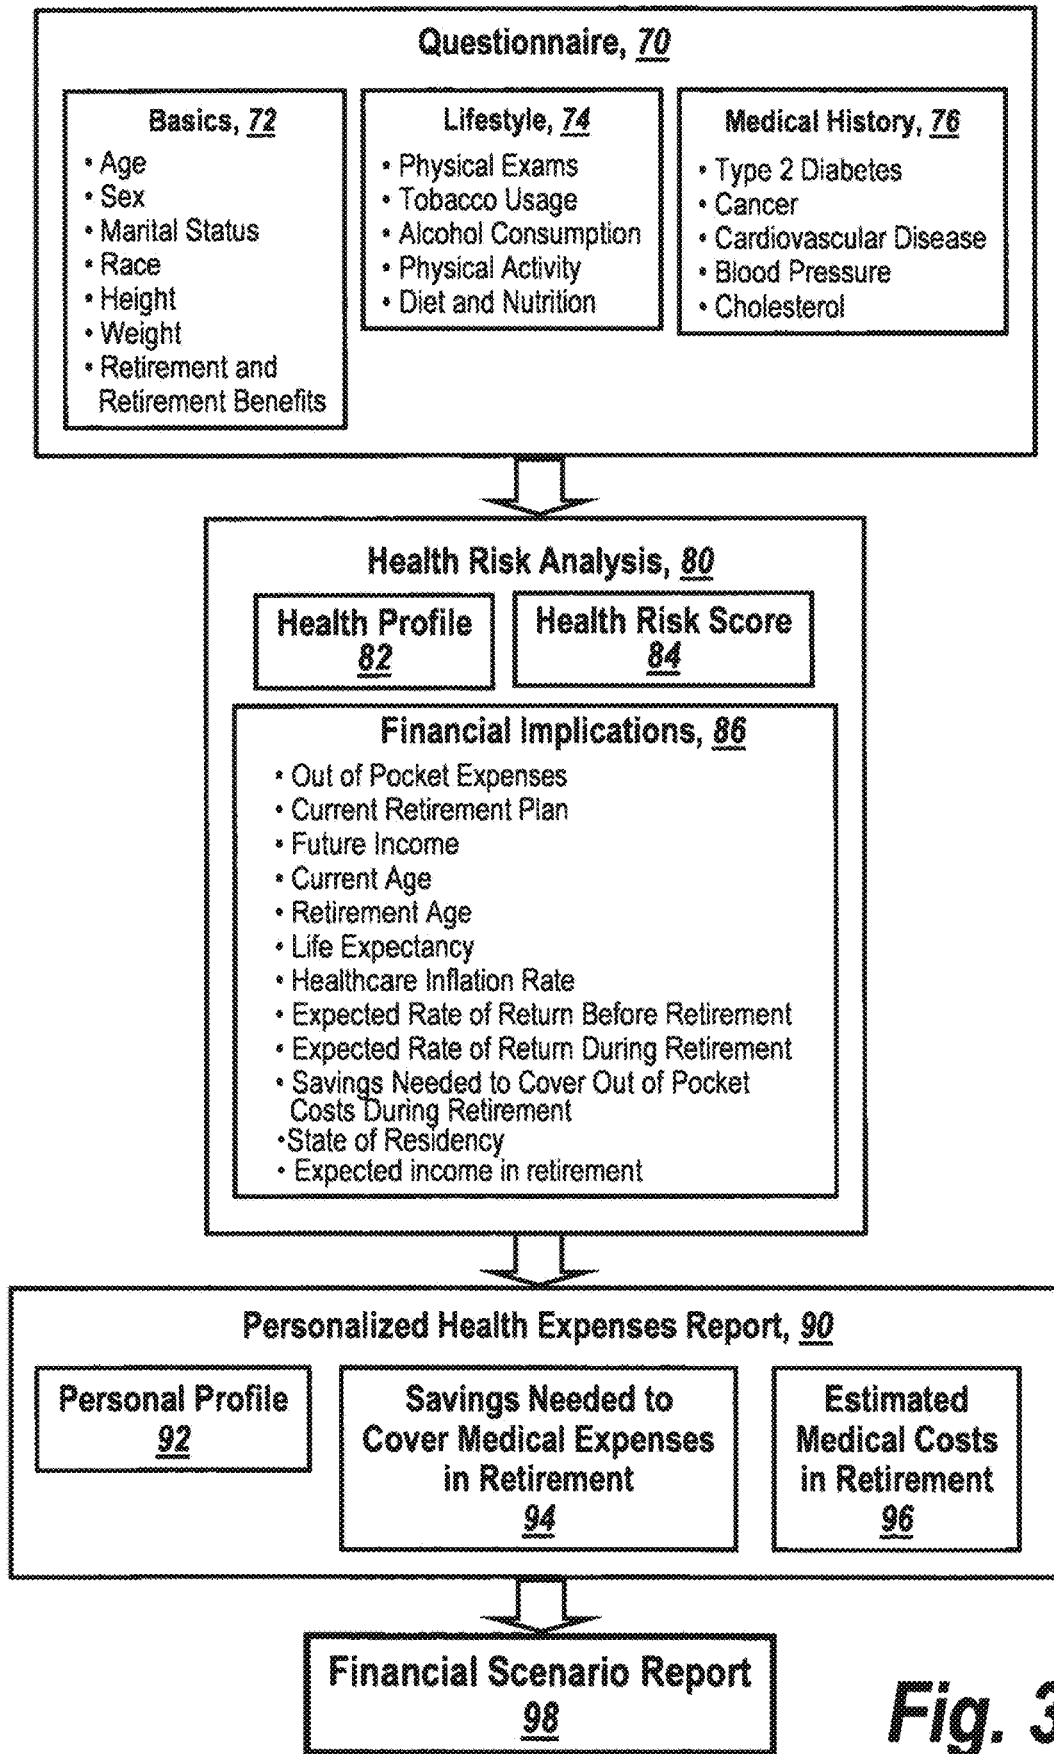 Questionnaire, 70
Basics, 72
• Age
• Sex
• Marital Status
• Race
• Height
• Weight
• Retirement and
Retirement Benefits
Lifestyle, 74
• Physical Exams
• Tobacco Usage
• Alcohol Consumption
• Physical Activity
• Diet and Nutrition
Medical History, 76
• Type 2 Diabetes
• Cancer
• Cardiovascular Disease
• Blood Pressure
• Cholesterol
Health Risk Analysis, 80
Health Profile
82
Health Risk Score
84
Financial Implications, 86
• Out of Pocket Expenses
• Current Retirement Plan
• Future Income
• Current Age
• Retirement Age
• Life Expectancy
• Healthcare Inflation Rate
• Expected Rate of Return Before Retirement
• Expected Rate of Return During Retirement
• Savings Needed to Cover Out of Pocket
Costs During Retirement
•State of Residency
• Expected income in retirement
Personalized Health Expenses Report, 90
Personal Profile
92
Savings Needed to
Cover Medical Expenses
in Retirement
94
Estimated
Medical Costs
in Retirement
96
Financial Scenario Report
98
Fig. 3